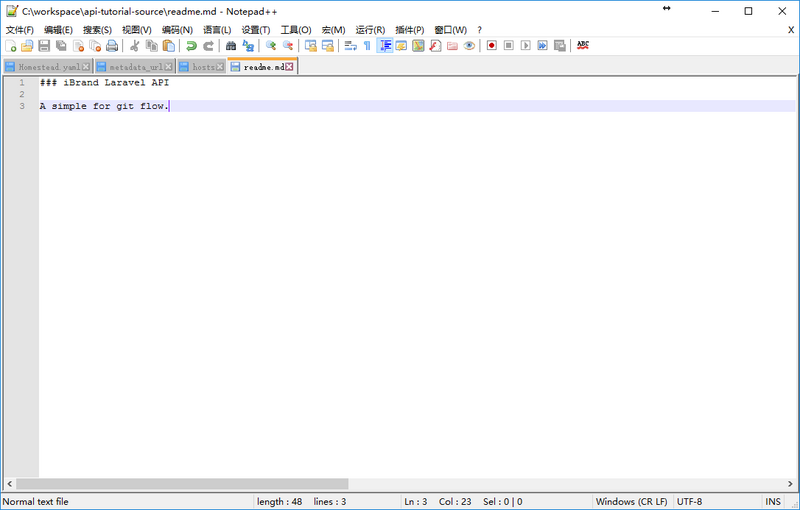 C:\workspace\api-tutorial-source\readme.md - Notepad++
文件(F) 编辑(E) 搜索(S) 视图(V) 编码(N) 语言(L) 设置(T) 工具(O) 宏(M) 运行(R) 插件(P) 窗口(W) ? X
Homestead.yaml metadata_url hosts readme.md
1 ### iBrand Laravel API
2
3 A simple for git flow.
Normal text file length : 48 lines : 3 Ln : 3 Col : 23 Sel : 0 | 0 Windows (CR LF) UTF-8 INS